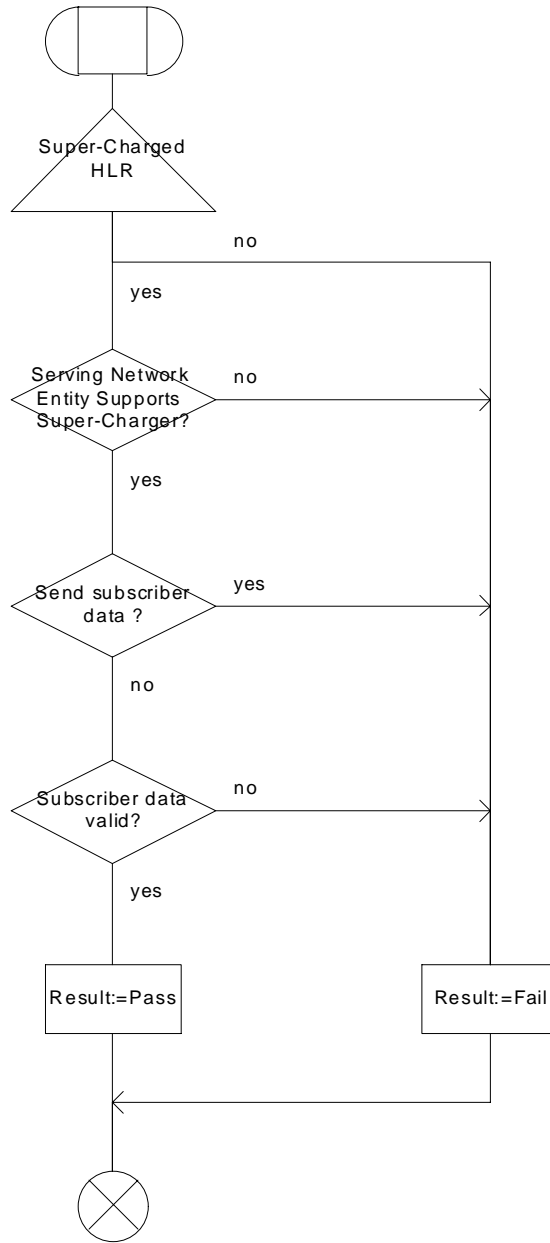 Super-Charged
HLR
no
yes
Serving Network
Entity Supports
Super-Charger?
no
yes
Send subscriber
data ?
yes
no
Subscriber data
valid?
no
yes
Result:=Pass
Result:=Fail